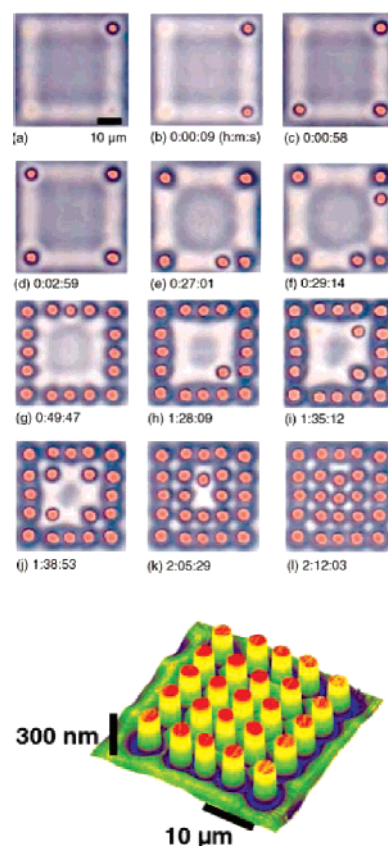 (a) 10 µm (b) 0:00:09 (h:m:s) (c) 0:00:58
(d) 0:02:59 (e) 0:27:01 (f) 0:29:14
(g) 0:49:47 (h) 1:28:09 (i) 1:35:12
(j) 1:38:53 (k) 2:05:29 (l) 2:12:03
300 nm
10 µm